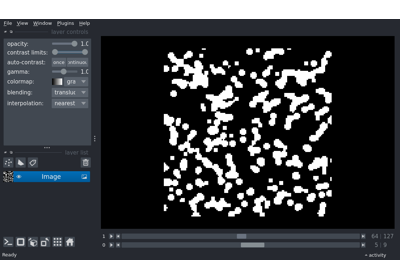 File View Window Plugins Help
layer controls
opacity: 1.0
contrast limits:
auto-contrast: once continuous
gamma: 1.0
colormap: gra
blending: translu
interpolation: nearest
layer list
Image
1 64 127
0 5 9
Ready activity